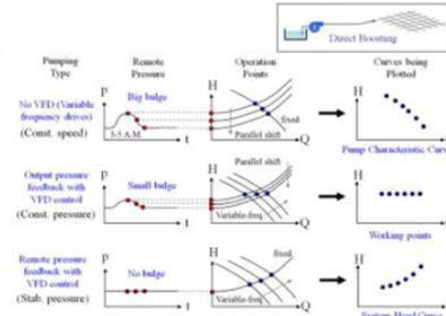 Direct Boosting
Pumping
Type
Remote
Pressure
Operation
Points
Curves being
Plotted
No VFD (Variable
frequency drives)
(Const. speed)
P
Big bulge
3-5 A.M.
t
H
fixed
Parallel shift
Q
H
Pump Characteristic Curve
Output pressure
feedback with
VFD control
(Const. pressure)
P
Small bulge
t
H
Parallel shift
Variable-freq.
Q
H
Working points
Remote pressure
feedback with
VFD control
(Stab. pressure)
P
No bulge
t
H
fixed
Variable-freq.
Q
H
System Head Curve